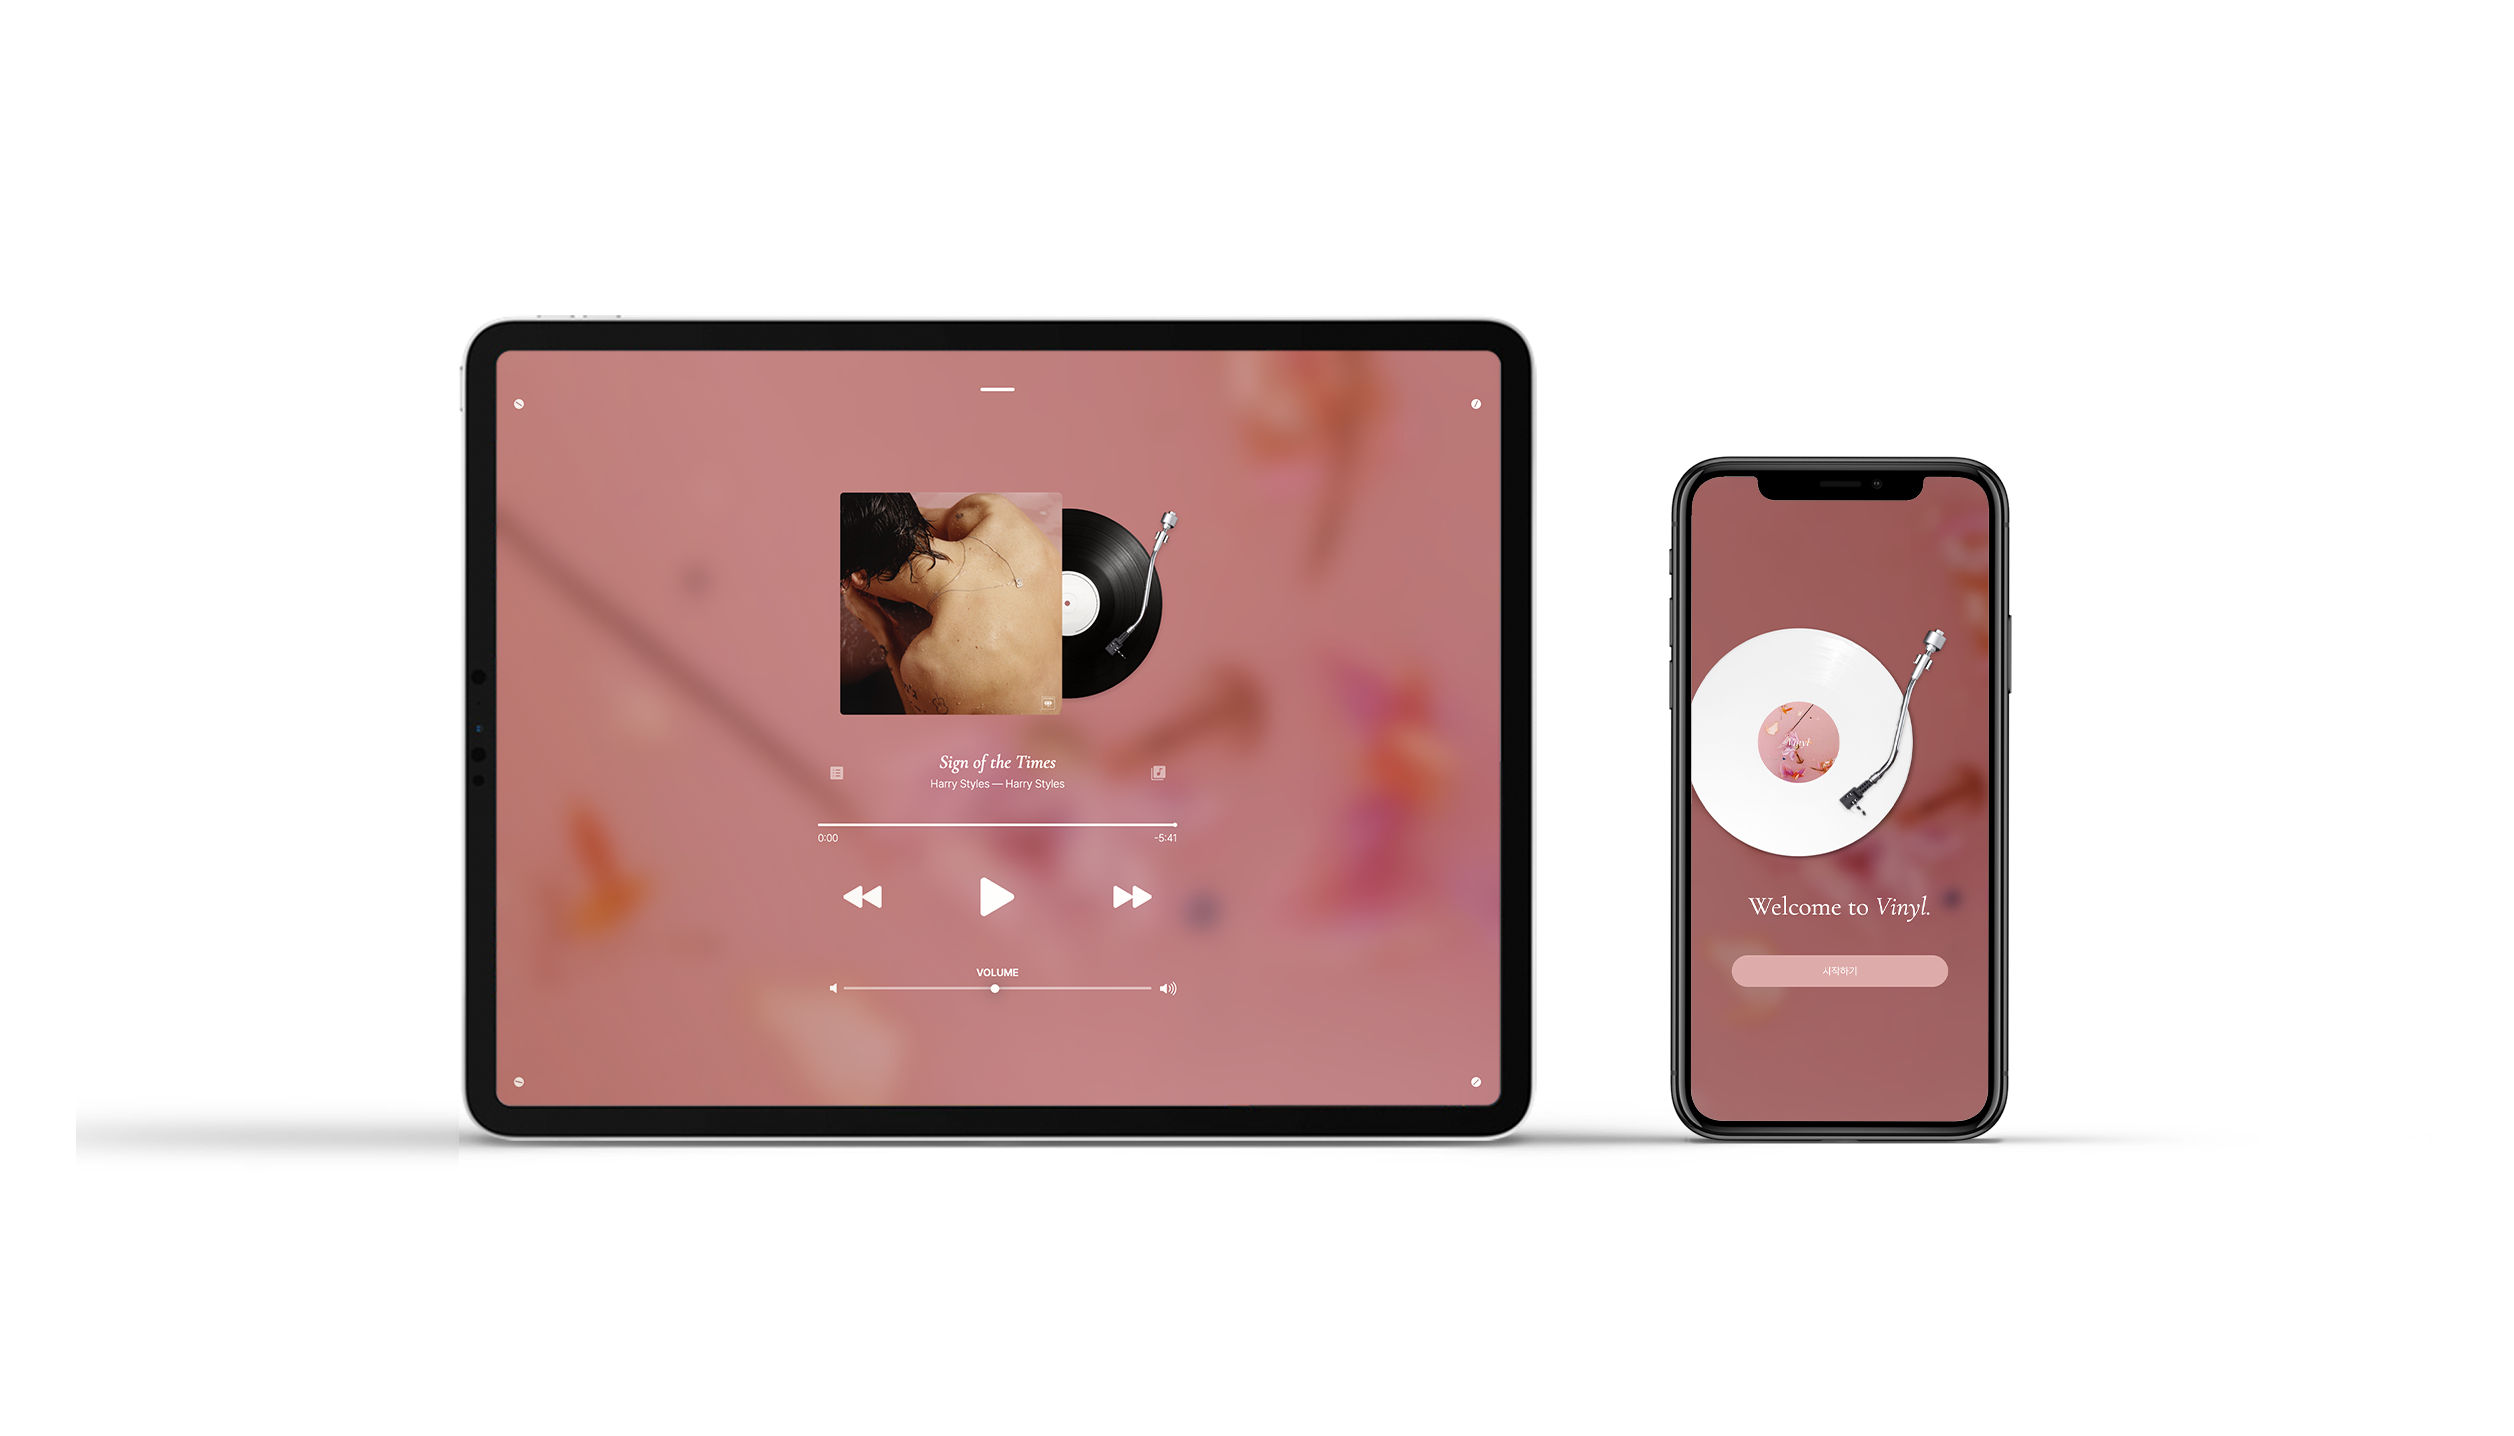 Sign of the Times
Harry Styles — Harry Styles
0:00
-5:41
VOLUME
Vinyl
Welcome to Vinyl.
시작하기